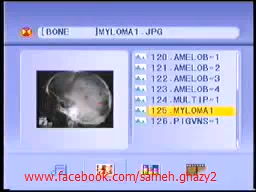 [BONE ]MYLOMA1.JPG
120.AMELOB~1
121.AMELOB~2
122.AMELOB~3
123.AMELOB~4
124.MULTIP~1
125.MYLOMA1
126.PIGVNS~1
www.facebook.com/sameh.ghazy2